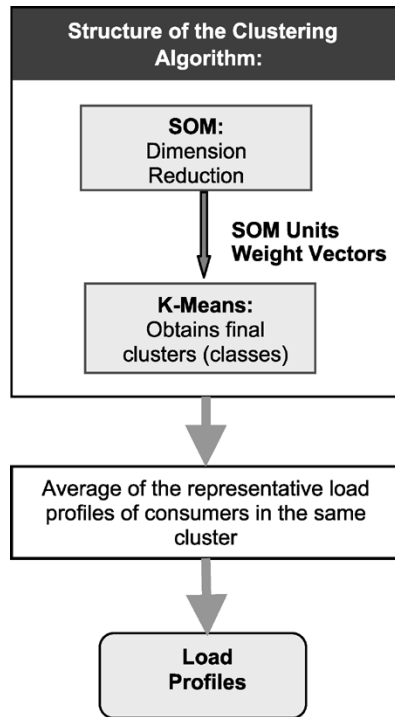 Structure of the Clustering
Algorithm:
SOM:
Dimension
Reduction
SOM Units
Weight Vectors
K-Means:
Obtains final
clusters (classes)
Average of the representative load
profiles of consumers in the same
cluster
Load
Profiles